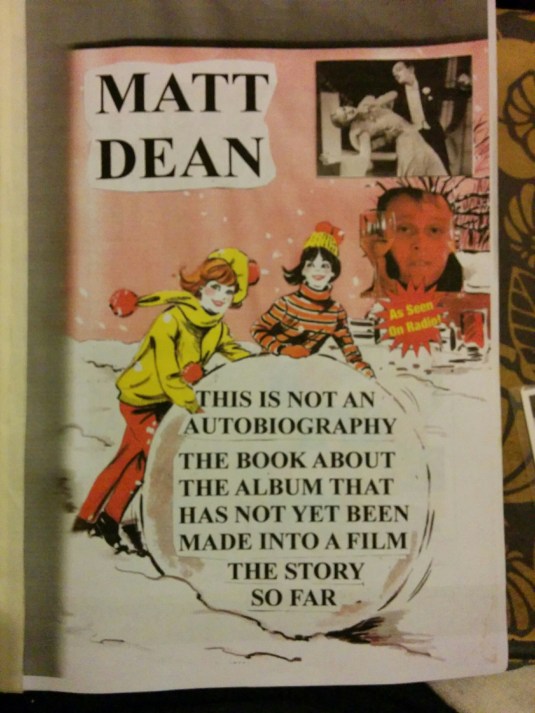 MATT
DEAN
As Seen
On Radio!
THIS IS NOT AN
AUTOBIOGRAPHY
THE BOOK ABOUT
THE ALBUM THAT
HAS NOT YET BEEN
MADE INTO A FILM
THE STORY
SO FAR